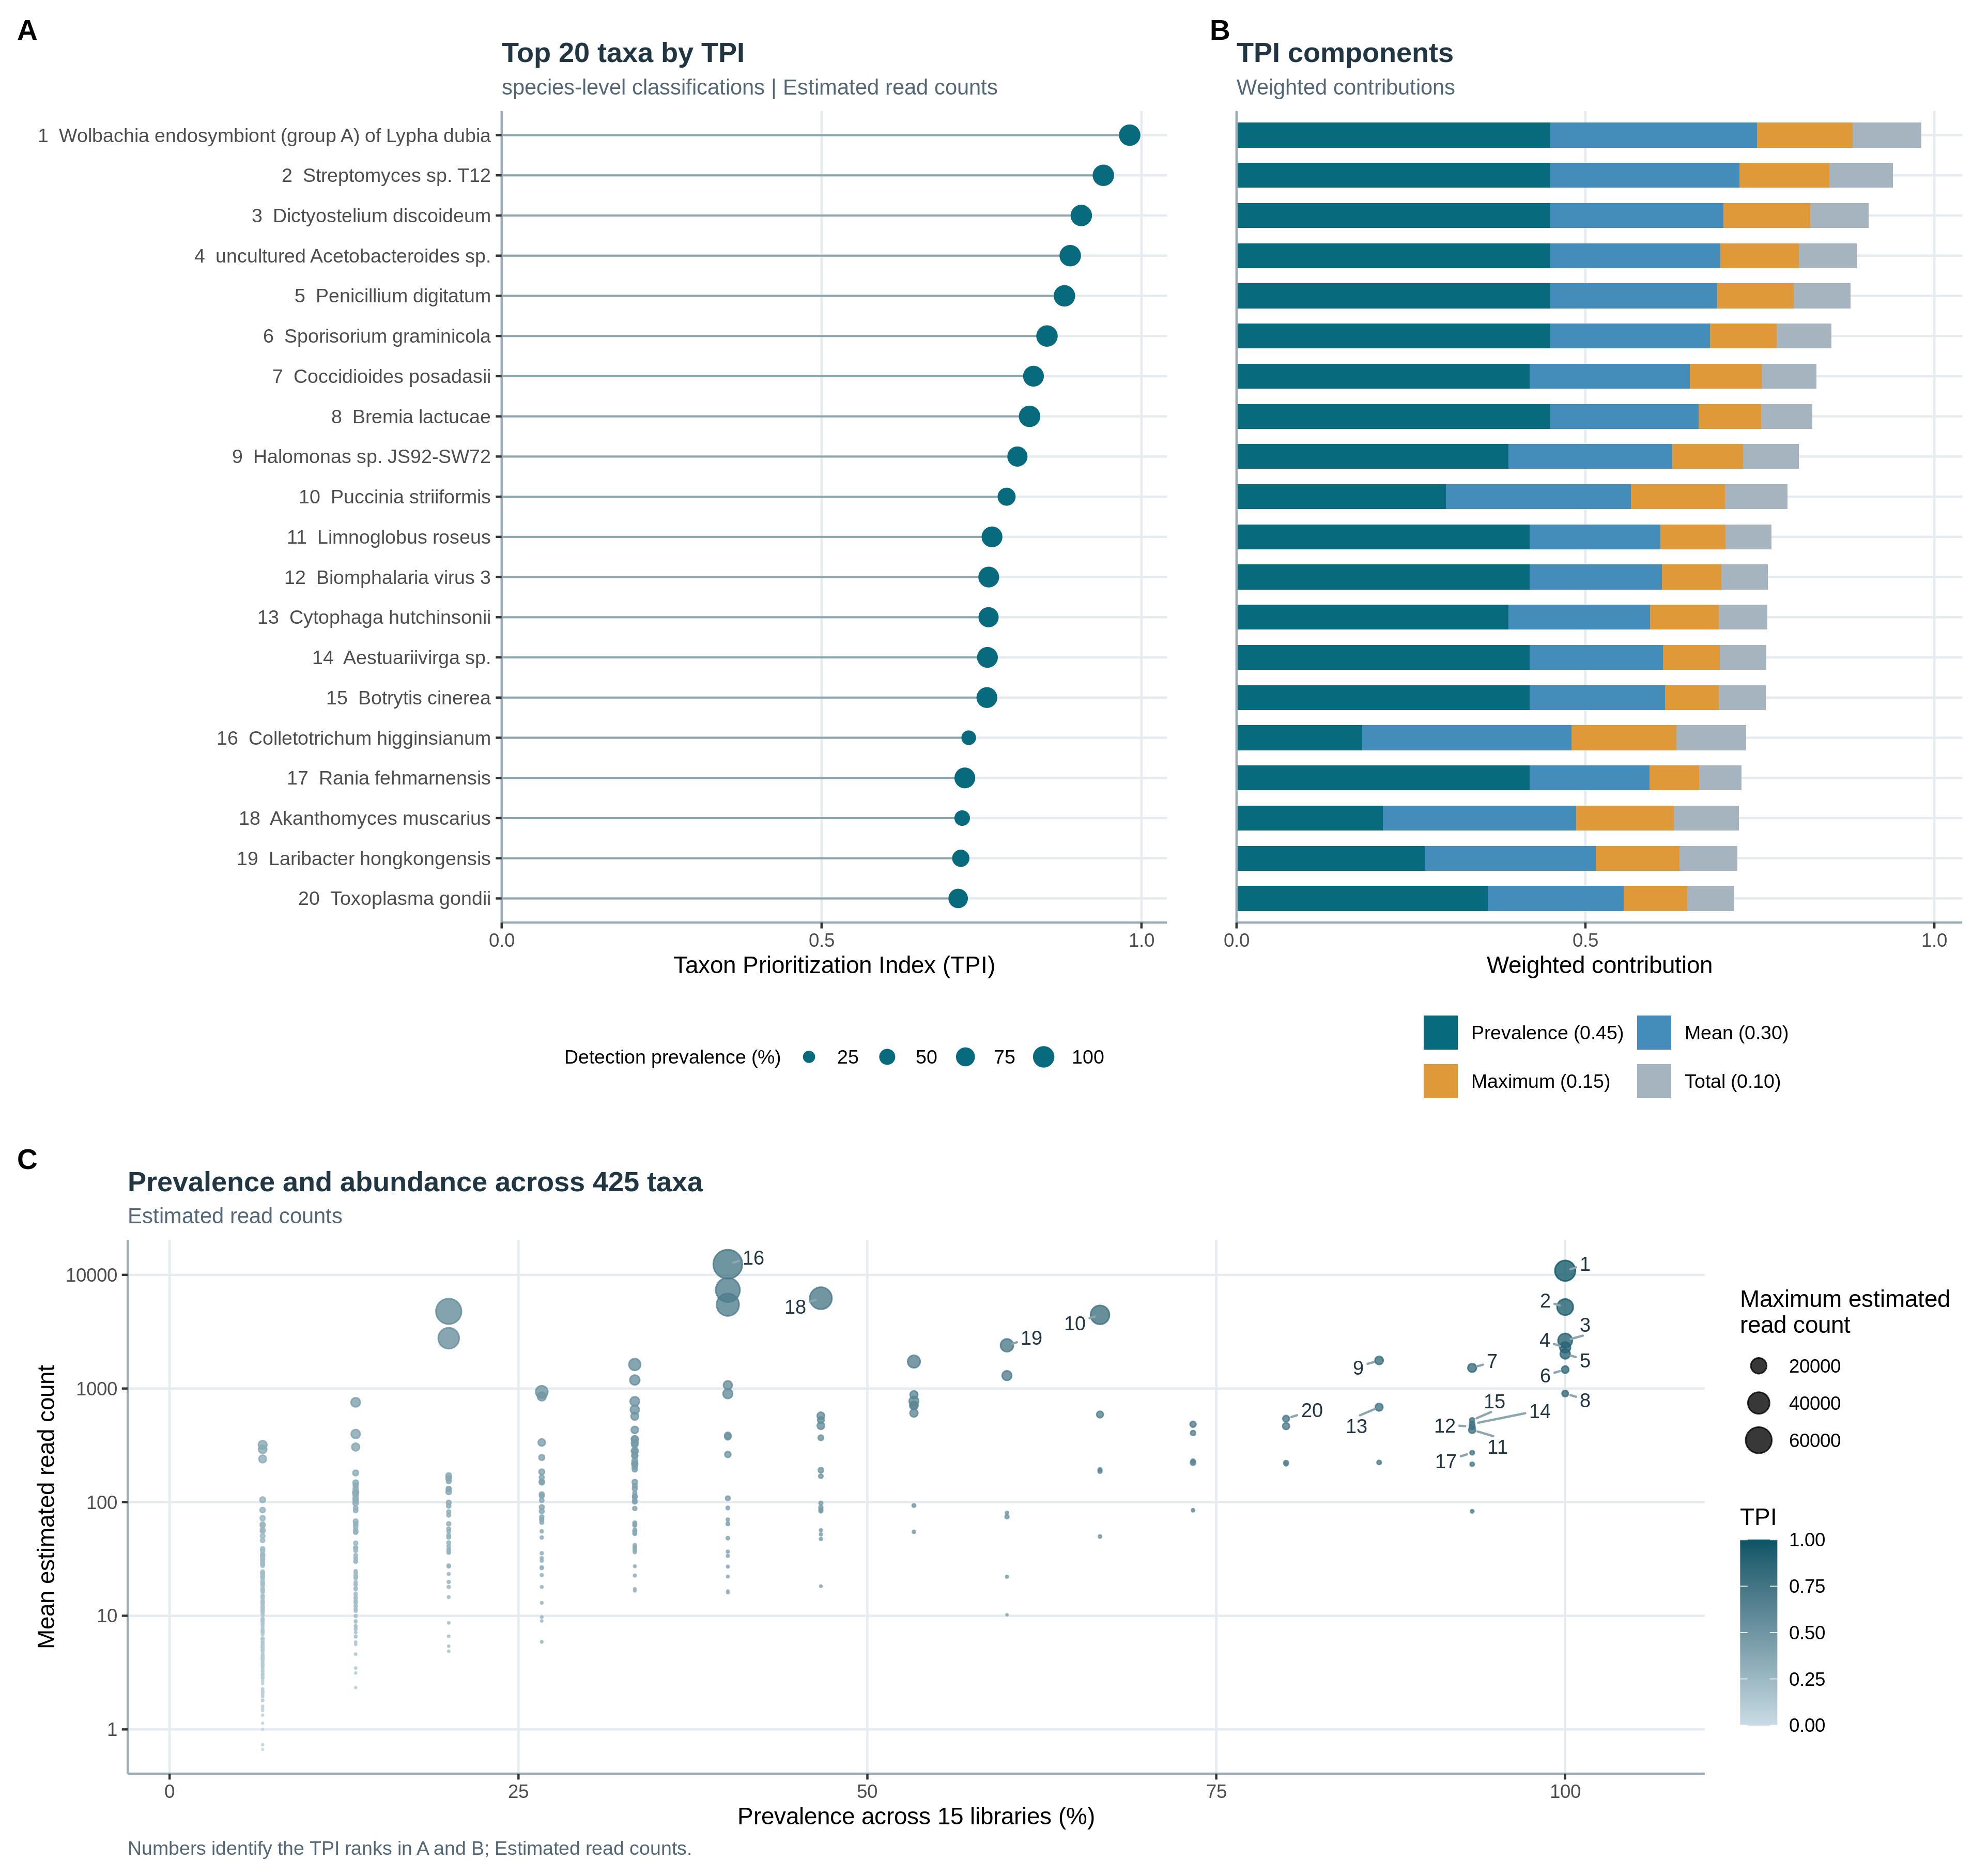 A
Top 20 taxa by TPI
species-level classifications | Estimated read counts
1 Wolbachia endosymbiont (group A) of Lypha dubia
2 Streptomyces sp. T12
3 Dictyostelium discoideum
4 uncultured Acetobacteroides sp.
5 Penicillium digitatum
6 Sporisorium graminicola
7 Coccidioides posadasii
8 Bremia lactucae
9 Halomonas sp. JS92-SW72
10 Puccinia striiformis
11 Limnoglobus roseus
12 Biomphalaria virus 3
13 Cytophaga hutchinsonii
14 Aestuariivirga sp.
15 Botrytis cinerea
16 Colletotrichum higginsianum
17 Rania fehmarnensis
18 Akanthomyces muscarius
19 Laribacter hongkongensis
20 Toxoplasma gondii
0.0 0.5 1.0
Taxon Prioritization Index (TPI)
Detection prevalence (%) 25 50 75 100
B
TPI components
Weighted contributions
0.0 0.5 1.0
Weighted contribution
Prevalence (0.45) Mean (0.30)
Maximum (0.15) Total (0.10)
C
Prevalence and abundance across 425 taxa
Estimated read counts
Mean estimated read count
10000
1000
100
10
1
16
18
10
19
1
2
3
4
5
6
7
9
8
15
20
14
13
12
11
17
0 25 50 75 100
Prevalence across 15 libraries (%)
Numbers identify the TPI ranks in A and B; Estimated read counts.
Maximum estimated
read count
20000
40000
60000
TPI
1.00
0.75
0.50
0.25
0.00